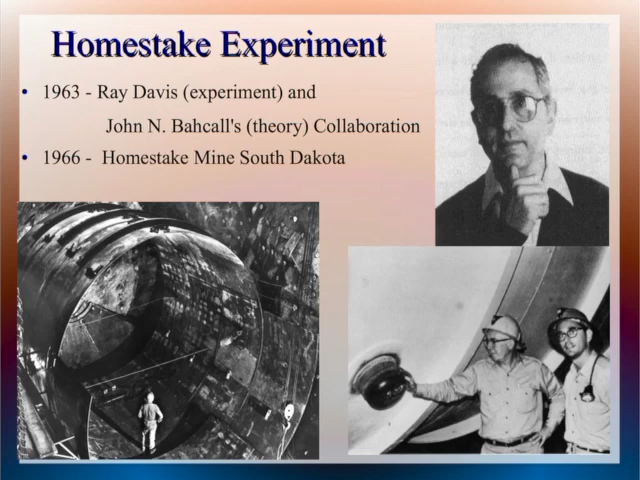 Homestake Experiment
• 1963 - Ray Davis (experiment) and
John N. Bahcall's (theory) Collaboration
• 1966 - Homestake Mine South Dakota